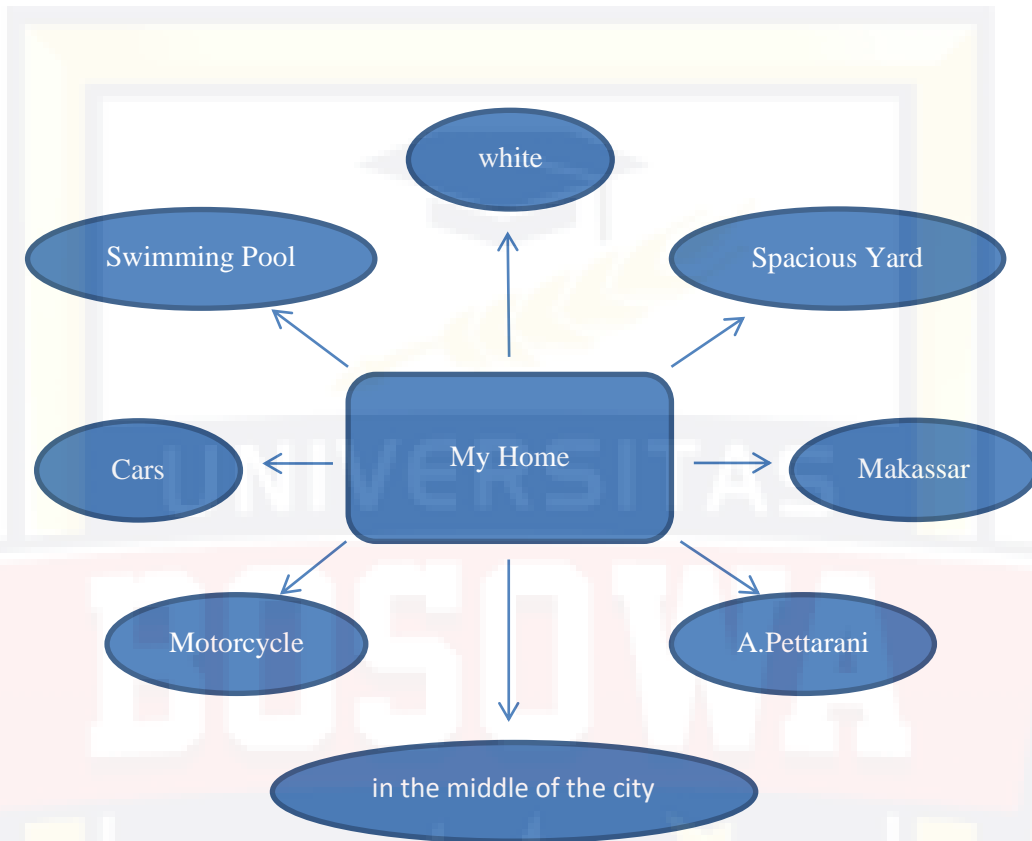 white
Swimming Pool
Spacious Yard
My Home
Cars
Makassar
Motorcycle
A.Pettarani
in the middle of the city
UNIVERSITAS
BOSOWA